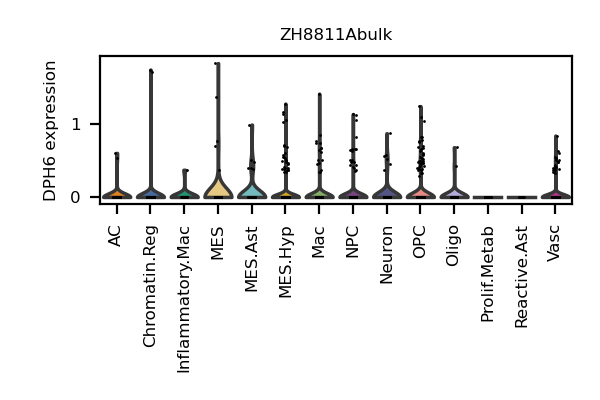 ZH8811Abulk
DPH6 expression
1
0
AC
Chromatin.Reg
Inflammatory.Mac
MES
MES.Ast
MES.Hyp
Mac
NPC
Neuron
OPC
Oligo
Prolif.Metab
Reactive.Ast
Vasc